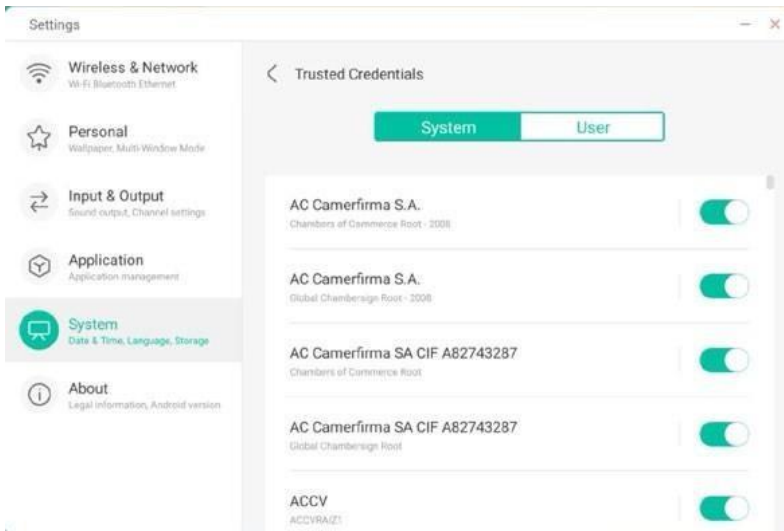 Settings
Wireless & Network
Wi-Fi Bluetooth Ethernet
Personal
Wallpaper, Multi-Window Mode
Input & Output
Sound output, Channel settings
Application
Application management
System
Data & Time, Language, Storage
About
Legal information, Android version
Trusted Credentials
System
User
AC Camerfirma S.A.
Chambers of Commerce Root - 2008
AC Camerfirma S.A.
Global Chambersign Root - 2008
AC Camerfirma SA CIF A82743287
Chambers of Commerce Root
AC Camerfirma SA CIF A82743287
Global Chambersign Root
ACCV
ACCVRAIZ1